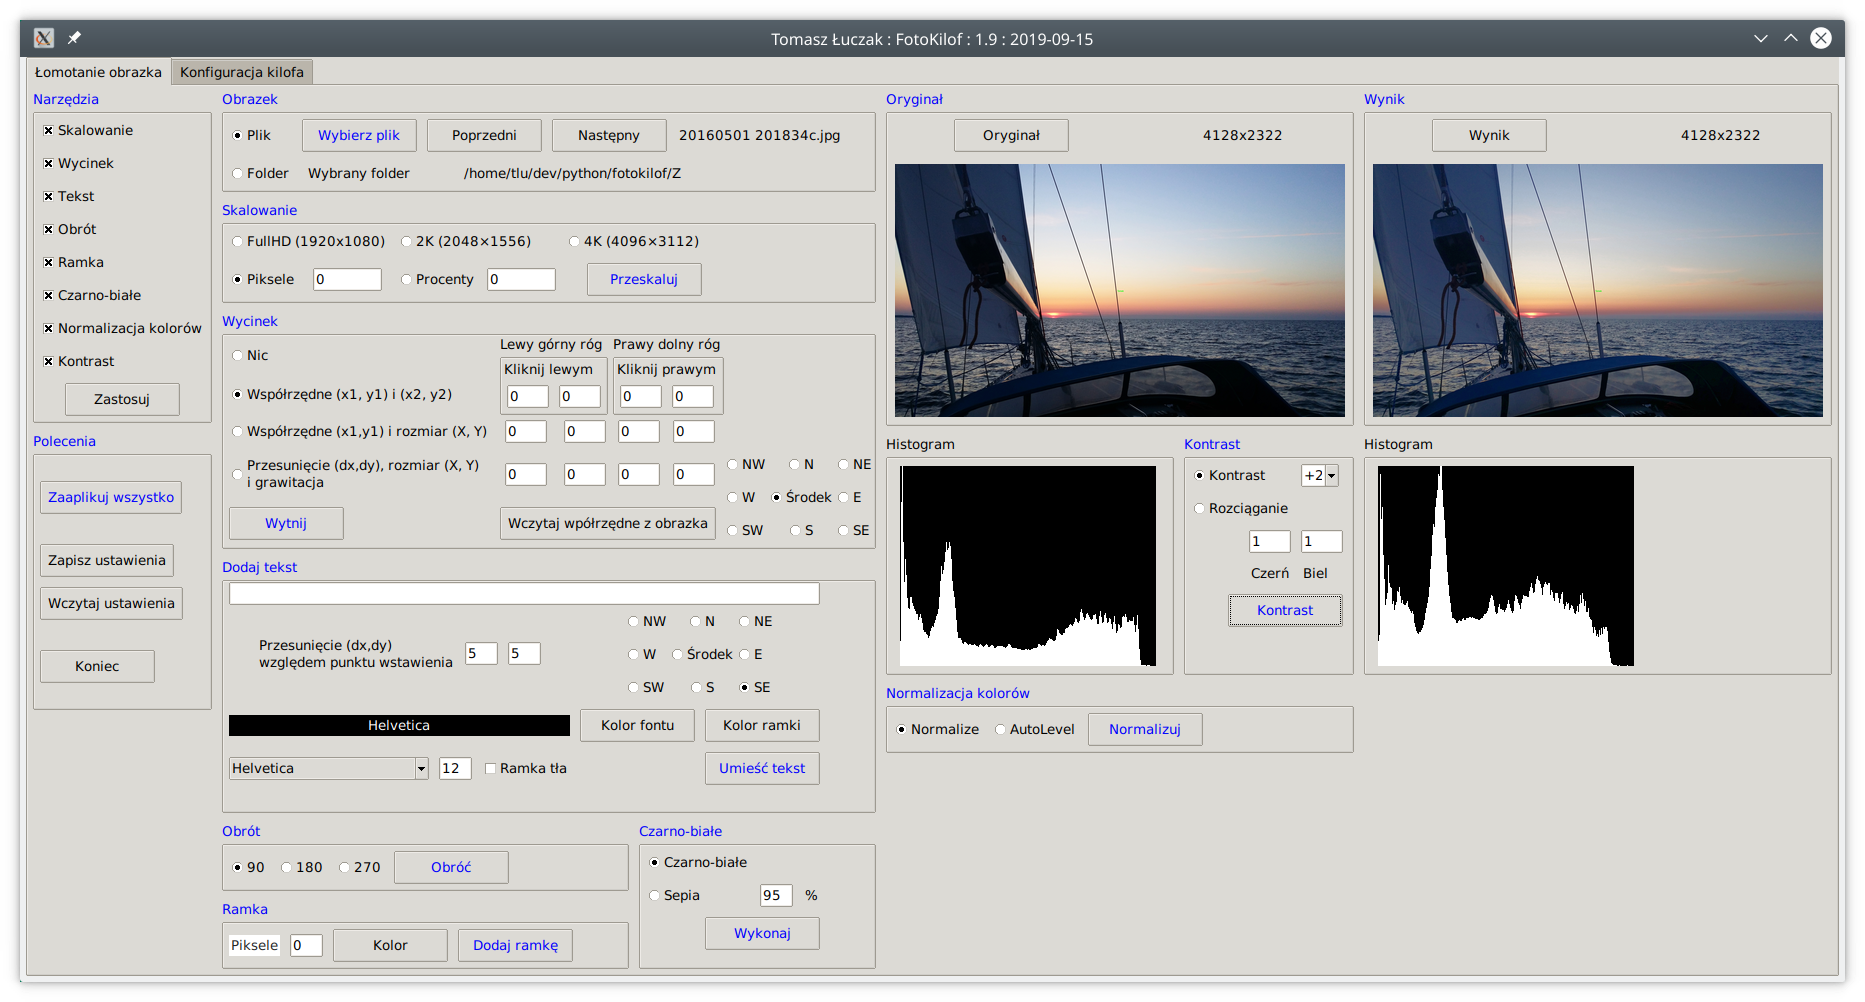 Tomasz Łuczak : FotoKilof : 1.9 : 2019-09-15
Łomotanie obrazka Konfiguracja kilofa
Narzędzia
Skalowanie
Wycinek
Tekst
Obrót
Ramka
Czarno-białe
Normalizacja kolorów
Kontrast
Zastosuj
Polecenia
Zaaplikuj wszystko
Zapisz ustawienia
Wczytaj ustawienia
Koniec
Obrazek
Plik Wybierz plik Poprzedni Następny 20160501 201834c.jpg
Folder Wybrany folder /home/tlu/dev/python/fotokilof/Z
Skalowanie
FullHD (1920x1080) 2K (2048×1556) 4K (4096×3112)
Piksele 0 Procenty 0 Przeskaluj
Wycinek
Lewy górny róg Prawy dolny róg
Nic
Kliknij lewym Kliknij prawym
Współrzędne (x1, y1) i (x2, y2) 0 0 0 0
Współrzędne (x1,y1) i rozmiar (X, Y) 0 0 0 0
Przesunięcie (dx,dy), rozmiar (X, Y)
i grawitacja 0 0 0 0
NW N NE
W Środek E
SW S SE
Wytnij Wczytaj wpółrzędne z obrazka
Dodaj tekst
NW N NE
W Środek E
SW S SE
Przesunięcie (dx,dy)
względem punktu wstawienia 5 5
Helvetica Kolor fontu Kolor ramki
Helvetica 12 Ramka tła Umieść tekst
Obrót
90 180 270 Obróć
Ramka
Piksele 0 Kolor Dodaj ramkę
Czarno-białe
Czarno-białe
Sepia 95 %
Wykonaj
Oryginał
Oryginał 4128x2322
Histogram
Kontrast
Kontrast +2
Rozciąganie
1 1
Czerń Biel
Kontrast
Normalizacja kolorów
Normalize AutoLevel Normalizuj
Wynik
Wynik 4128x2322
Histogram